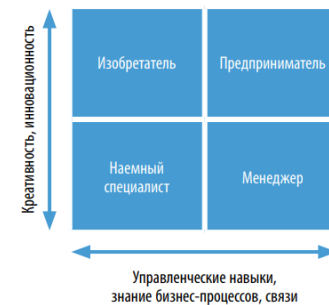 Креативность, инновационность
Изобретатель
Предприниматель
Наемный
специалист
Менеджер
Управленческие навыки,
знание бизнес-процессов, связи